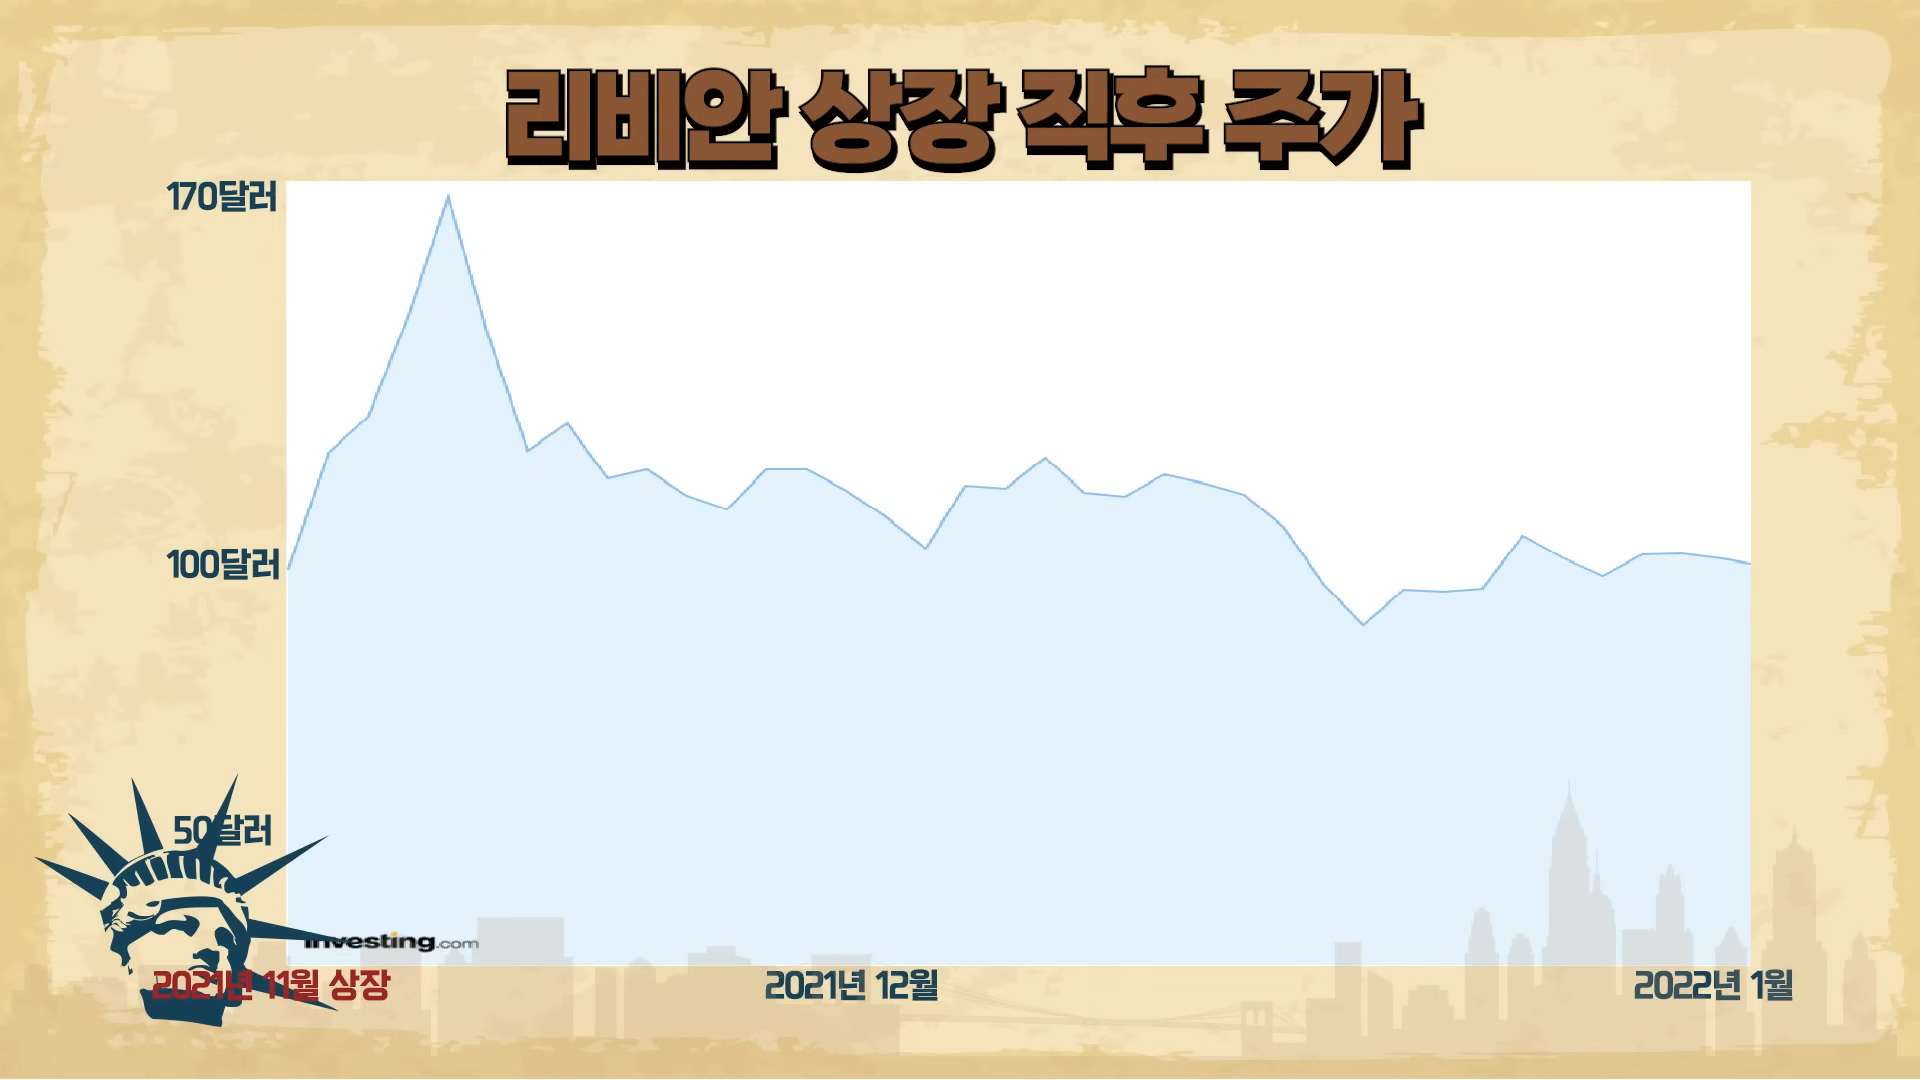 리비안 상장 직후 주가
170달러
100달러
50달러
investing.com
2021년 11월 상장
2021년 12월
2022년 1월